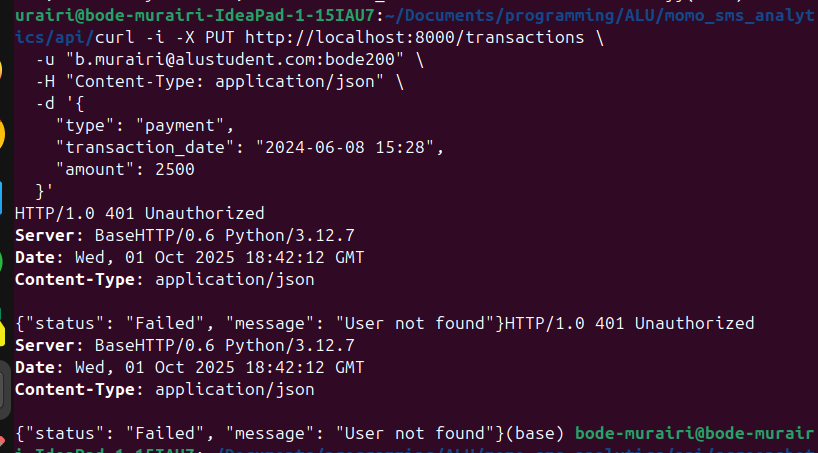 urairi@bode-murairi-IdeaPad-1-15IAU7:~/Documents/programming/ALU/momo_sms_analyt
ics/api/curl -i -X PUT http://localhost:8000/transactions \
  -u "b.murairi@alustudent.com:bode200" \
  -H "Content-Type: application/json" \
  -d '{
    "type": "payment",
    "transaction_date": "2024-06-08 15:28",
    "amount": 2500
  }'
HTTP/1.0 401 Unauthorized
Server: BaseHTTP/0.6 Python/3.12.7
Date: Wed, 01 Oct 2025 18:42:12 GMT
Content-Type: application/json

{"status": "Failed", "message": "User not found"}HTTP/1.0 401 Unauthorized
Server: BaseHTTP/0.6 Python/3.12.7
Date: Wed, 01 Oct 2025 18:42:12 GMT
Content-Type: application/json

{"status": "Failed", "message": "User not found"}(base) bode-murairi@bode-murair